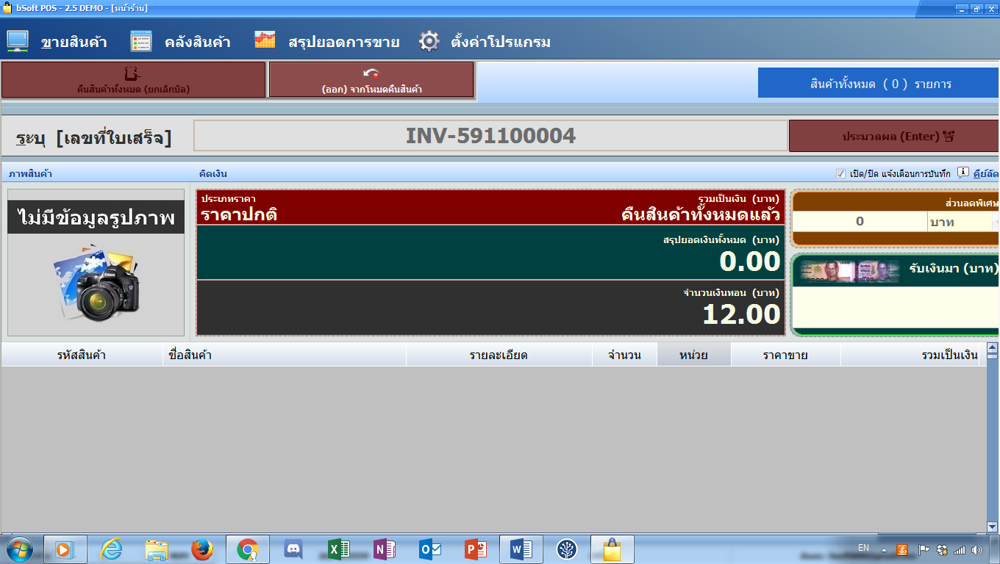 bSoft POS - 2.5 DEMO - [หน้าร้าน]
ขายสินค้า คลังสินค้า สรุปยอดการขาย ตั้งค่าโปรแกรม
คืนสินค้าทั้งหมด (ยกเลิกบิล) (ออก) จากโหมดคืนสินค้า
สินค้าทั้งหมด ( 0 ) รายการ
ระบุ [เลขที่ใบเสร็จ] INV-591100004 ประมวลผล (Enter)
ภาพสินค้า คิดเงิน เปิด/ปิด แจ้งเตือนการบันทึก คีย์ลัด
ไม่มีข้อมูลรูปภาพ
Canon
ประเภทราคา รวมเป็นเงิน (บาท)
ราคาปกติ คืนสินค้าทั้งหมดแล้ว
สรุปยอดเงินทั้งหมด (บาท)
0.00
จำนวนเงินทอน (บาท)
12.00
ส่วนลดพิเศษ
0 บาท
รับเงินมา (บาท)
รหัสสินค้า ชื่อสินค้า รายละเอียด จำนวน หน่วย ราคาขาย รวมเป็นเงิน
EN